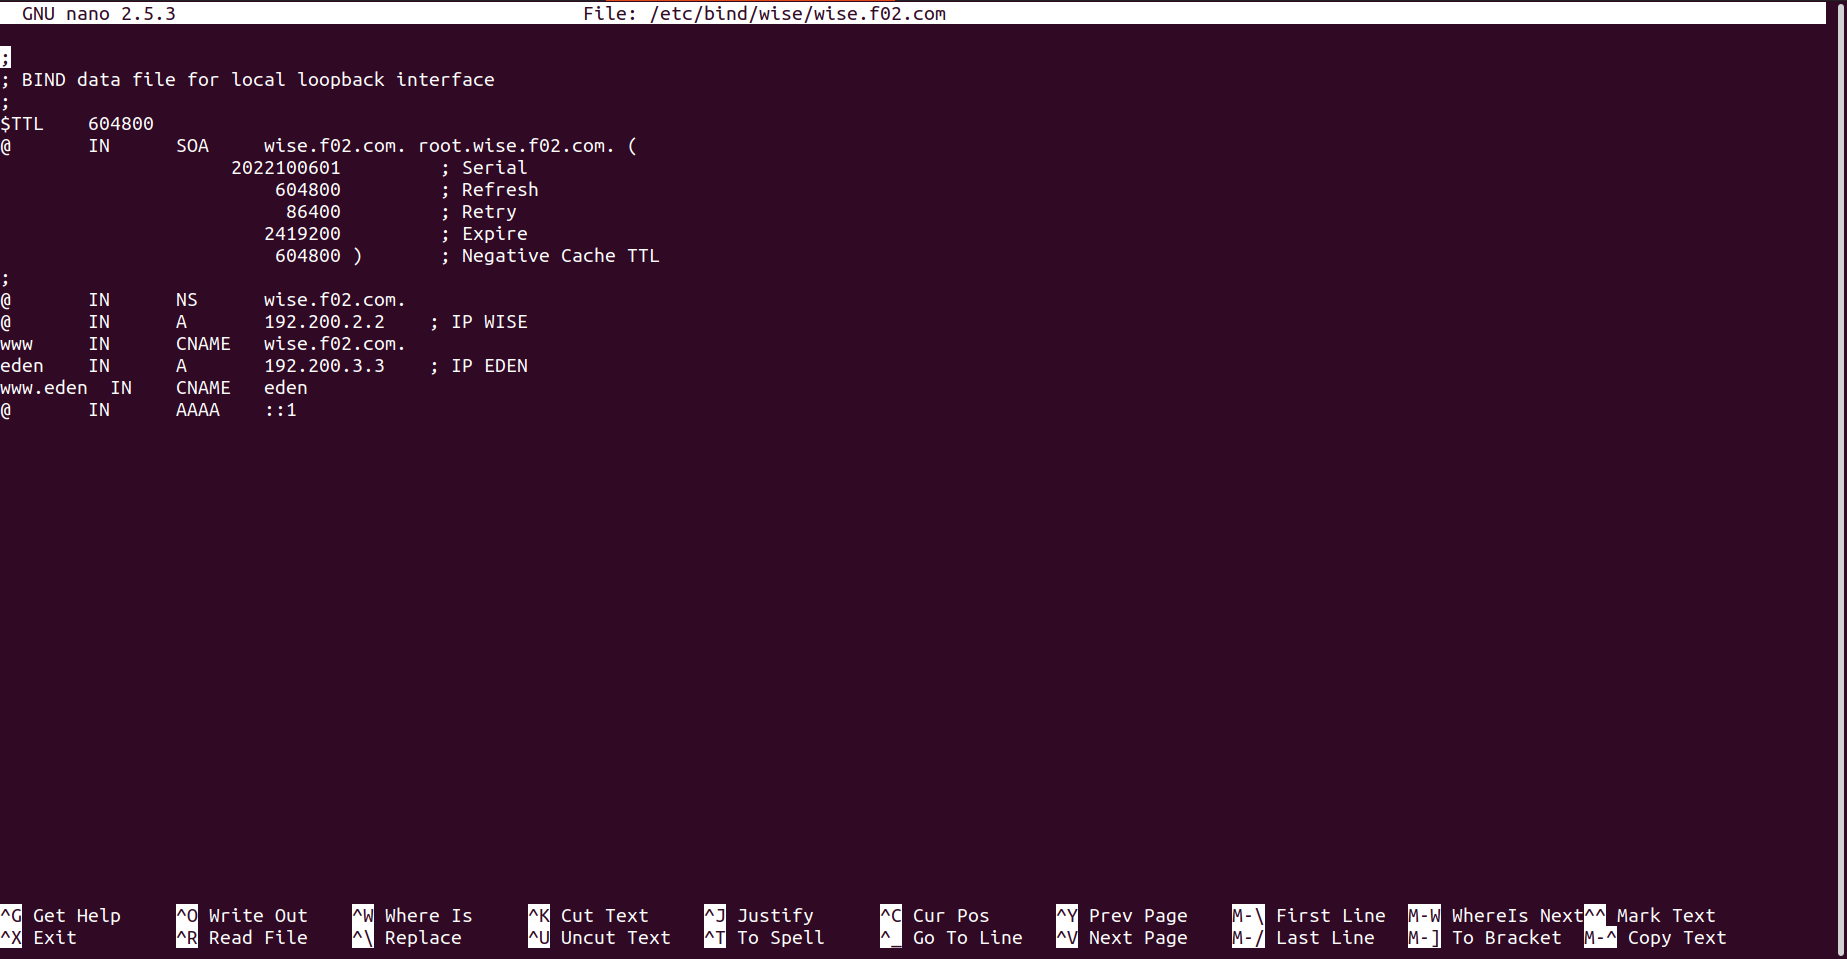 GNU nano 2.5.3 File: /etc/bind/wise/wise.f02.com
;
; BIND data file for local loopback interface
;
$TTL    604800
@       IN      SOA     wise.f02.com. root.wise.f02.com. (
                     2022100601         ; Serial
                         604800         ; Refresh
                          86400         ; Retry
                        2419200         ; Expire
                         604800 )       ; Negative Cache TTL
;
@       IN      NS      wise.f02.com.
@       IN      A       192.200.2.2    ; IP WISE
www     IN      CNAME   wise.f02.com.
eden    IN      A       192.200.3.3    ; IP EDEN
www.eden  IN    CNAME   eden
@       IN      AAAA    ::1
^G Get Help     ^O Write Out    ^W Where Is     ^K Cut Text     ^J Justify      ^C Cur Pos      ^Y Prev Page    M-\ First Line  M-W WhereIs Next^^ Mark Text
^X Exit         ^R Read File    ^\ Replace      ^U Uncut Text   ^T To Spell     ^_ Go To Line   ^V Next Page    M-/ Last Line   M-] To Bracket  M-^ Copy Text